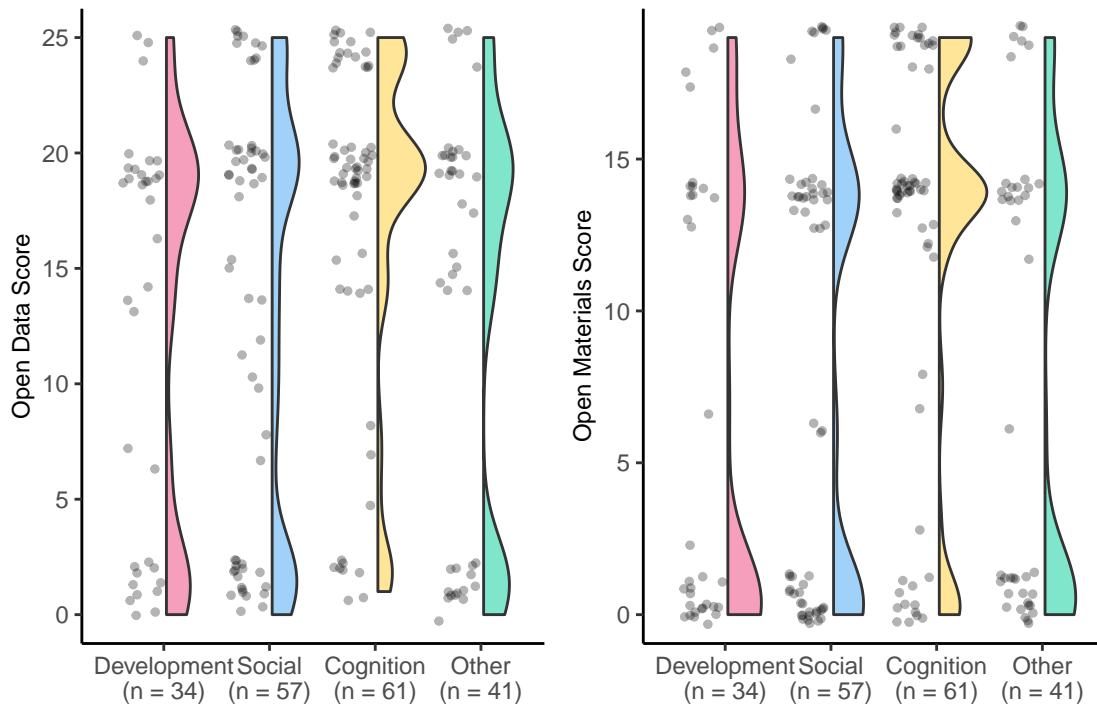 Open Data Score
25
20
15
10
5
0
Development Social Cognition Other
(n = 34) (n = 57) (n = 61) (n = 41)
Open Materials Score
15
10
5
0
Development Social Cognition Other
(n = 34) (n = 57) (n = 61) (n = 41)